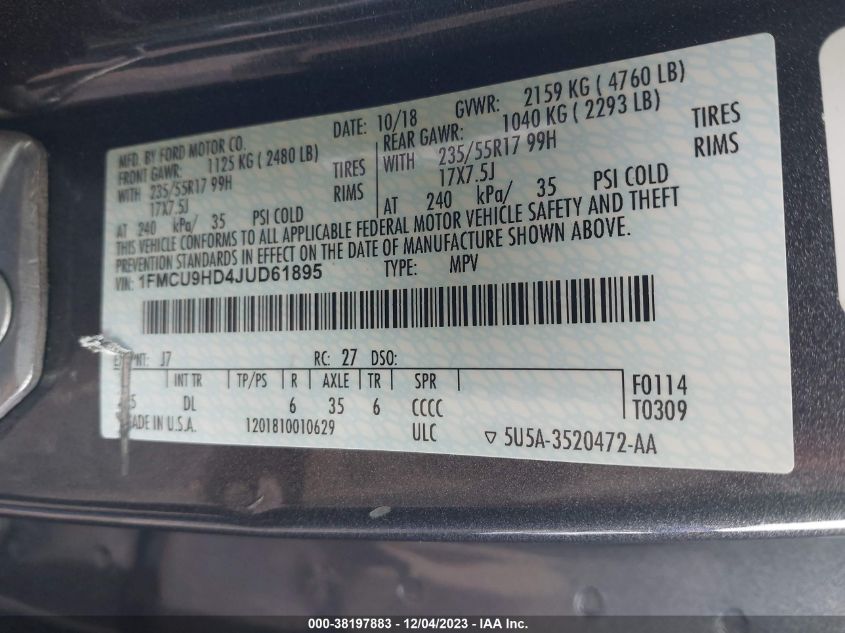 MFD. BY FORD MOTOR CO.
DATE: 10/18 GVWR: 2159 KG ( 4760 LB)
FRONT GAWR: 1125 KG ( 2480 LB)
REAR GAWR: 1040 KG ( 2293 LB)
WITH 235/55R17 99H TIRES
WITH 235/55R17 99H TIRES
17X7.5J RIMS
17X7.5J RIMS
AT 240 kPa/ 35 PSI COLD
AT 240 kPa/ 35 PSI COLD
THIS VEHICLE CONFORMS TO ALL APPLICABLE FEDERAL MOTOR VEHICLE SAFETY AND THEFT
PREVENTION STANDARDS IN EFFECT ON THE DATE OF MANUFACTURE SHOWN ABOVE.
VIN: 1FMCU9HD4JUD61895 TYPE: MPV
J7 RC: 27 DSO:
INT TR TP/PS R AXLE TR SPR
DL 6 35 6 CCCC
F0114
T0309
MADE IN U.S.A. 1201810010629 ULC ▽ 5U5A-3520472-AA
000-38197883 - 12/04/2023 - IAA Inc.